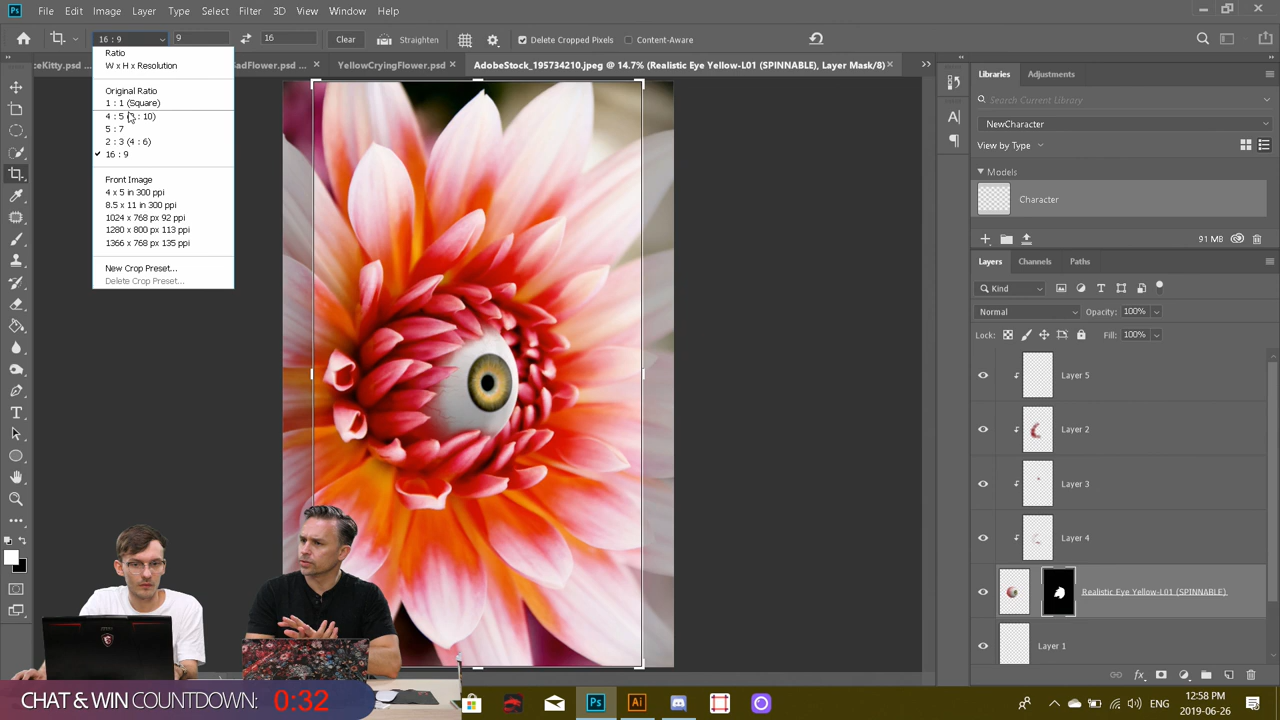 Ps File Edit Image Layer Type Select Filter 3D View Window Help
16 : 9 9 16 Clear Straighten Delete Cropped Pixels Content-Aware
ceKitty. ... BadFlower.psd ... YellowCryingFlower.psd × AdobeStock_195734210.jpeg @ 14.7% (Realistic Eye Yellow-L01 (SPINNABLE), Layer Mask/8) ×
Ratio
W x H x Resolution
Original Ratio
1 : 1 (Square)
4 : 5 : 10)
5 : 7
2 : 3 (4 : 6)
16 : 9
Front Image
4 x 5 in 300 ppi
8.5 x 11 in 300 ppi
1024 x 768 px 92 ppi
1280 x 800 px 113 ppi
1366 x 768 px 135 ppi
New Crop Preset...
Delete Crop Preset...
Libraries Adjustments
Search Current Library
NewCharacter
View by Type
Models
Character
91 MB
Layers Channels Paths
Kind
Normal Opacity: 100%
Lock: Fill: 100%
Layer 5
Layer 2
Layer 3
Layer 4
Realistic Eye Yellow-L01 (SPINNABLE)
Layer 1
fx
CHAT & WIN COUNTDOWN: 0:32
Ps Ai
12:58 PM
2019-06-26